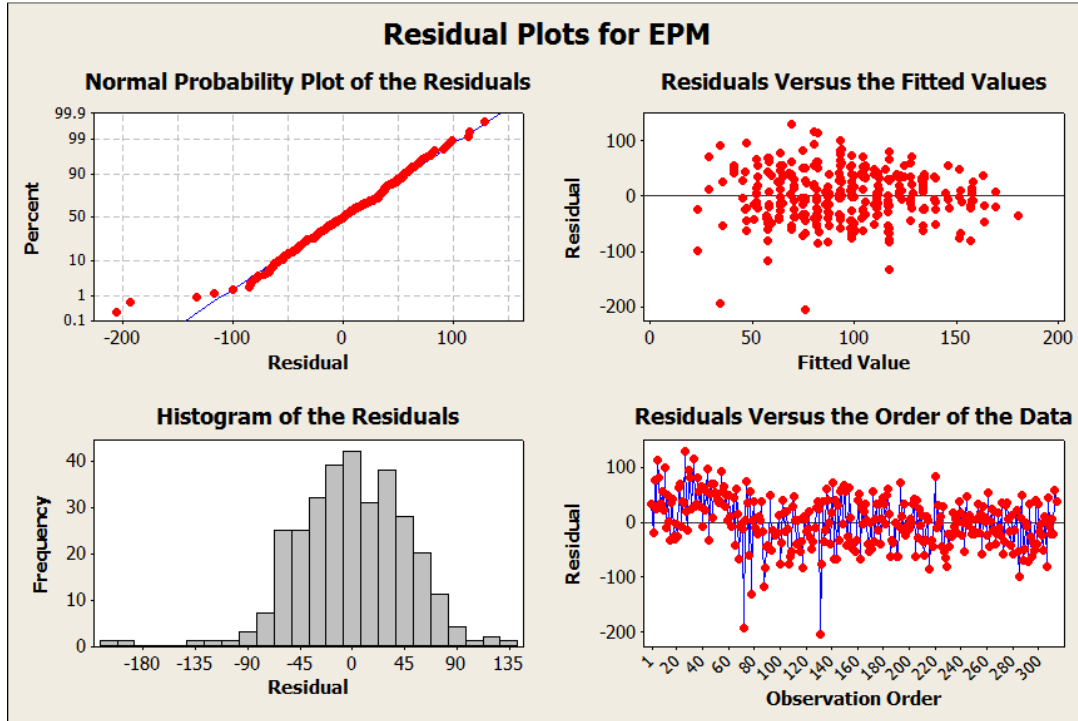 Residual Plots for EPM
Normal Probability Plot of the Residuals
99.9
99
90
50
10
1
0.1
Percent
-200 -100 0 100
Residual
Residuals Versus the Fitted Values
100
0
-100
-200
Residual
0 50 100 150 200
Fitted Value
Histogram of the Residuals
40
30
20
10
0
Frequency
-180 -135 -90 -45 0 45 90 135
Residual
Residuals Versus the Order of the Data
100
0
-100
-200
Residual
1 20 40 60 80 100 120 140 160 180 200 220 240 260 280 300
Observation Order